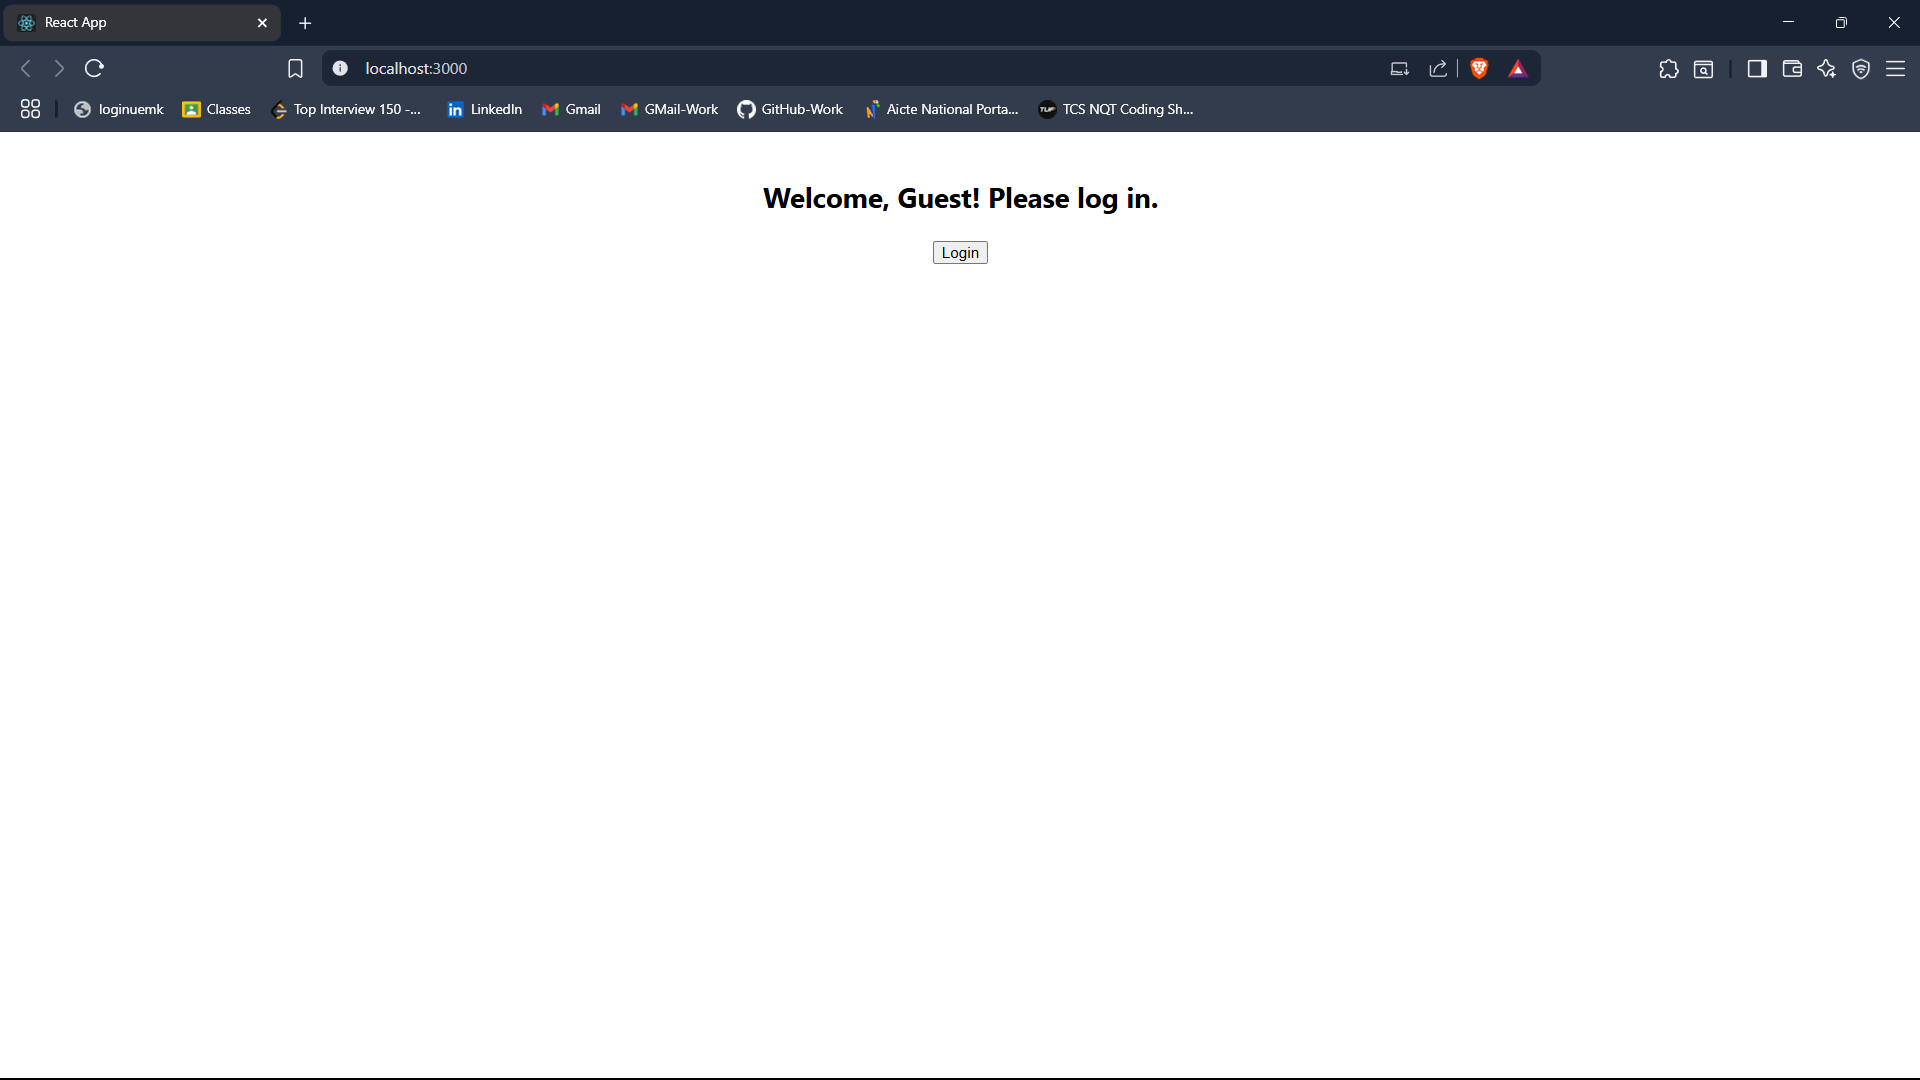 React App
localhost:3000
loginuemk Classes Top Interview 150 -... LinkedIn Gmail GMail-Work GitHub-Work Aicte National Porta... TUF TCS NQT Coding Sh...
Welcome, Guest! Please log in.
Login